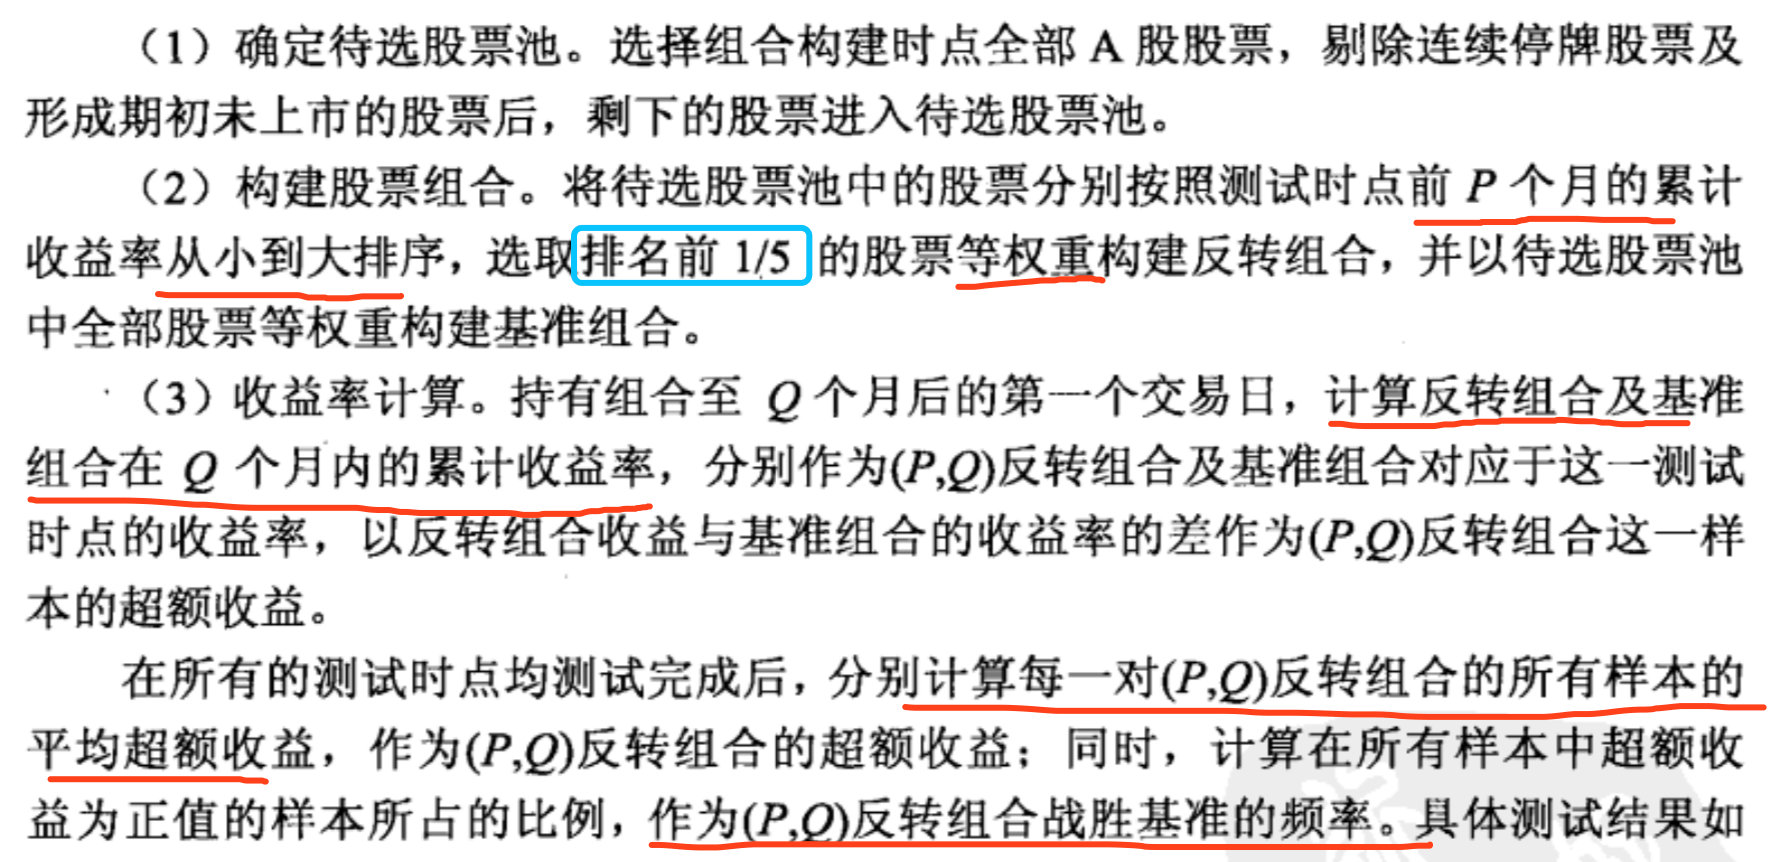 （1）确定待选股票池。选择组合构建时点全部 A 股股票，剔除连续停牌股票及
形成期初未上市的股票后，剩下的股票进入待选股票池。
（2）构建股票组合。将待选股票池中的股票分别按照测试时点前 P 个月的累计
收益率从小到大排序，选取排名前 1/5 的股票等权重构建反转组合，并以待选股票池
中全部股票等权重构建基准组合。
（3）收益率计算。持有组合至 Q 个月后的第一个交易日，计算反转组合及基准
组合在 Q 个月内的累计收益率，分别作为(P,Q)反转组合及基准组合对应于这一测试
时点的收益率，以反转组合收益与基准组合的收益率的差作为(P,Q)反转组合这一样
本的超额收益。
在所有的测试时点均测试完成后，分别计算每一对(P,Q)反转组合的所有样本的
平均超额收益，作为(P,Q)反转组合的超额收益；同时，计算在所有样本中超额收
益为正值的样本所占的比例，作为(P,Q)反转组合战胜基准的频率。具体测试结果如